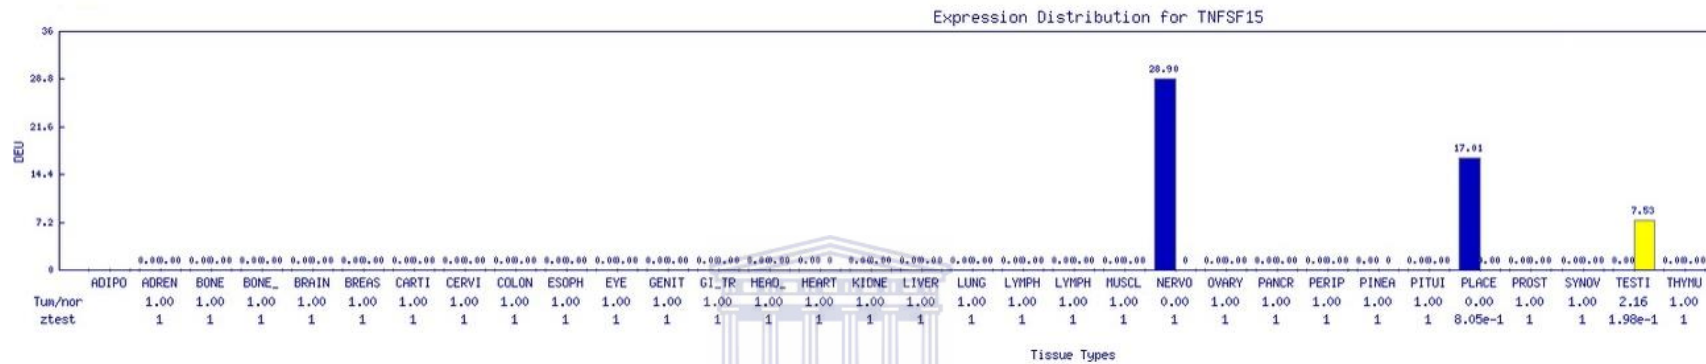 Expression Distribution for TNFSF15
36
28.8
21.6
14.4
7.2
0
DEU
28.90
17.01
7.53
ADIPO ADREN BONE BONE_ BRAIN BREAS CARTI CERVI COLON ESOPH EYE GENIT GI_TR HEAD_ HEART KIDNE LIVER LUNG LYMPH LYMPH MUSCL NERVO OVARY PANCR PERIP PINEA PITUI PLACE PROST SYNOV TESTI THYMU
Tum/nor 1.00 1.00 1.00 1.00 1.00 1.00 1.00 1.00 1.00 1.00 1.00 1.00 1.00 1.00 1.00 1.00 1.00 1.00 1.00 1.00 0.00 1.00 1.00 1.00 1.00 1.00 0.00 1.00 1.00 2.16 1.00
ztest 1 1 1 1 1 1 1 1 1 1 1 1 1 1 1 1 1 1 1 1 1 1 1 1 1 1 8.05e-1 1 1 1.98e-1 1
Tissue Types